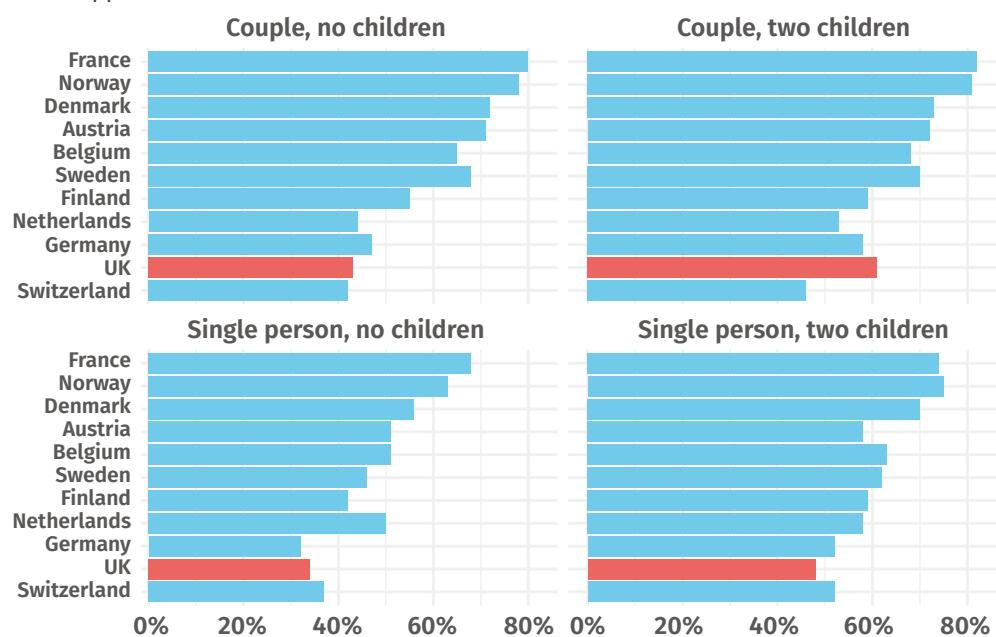 Couple, no children
Couple, two children
France
Norway
Denmark
Austria
Belgium
Sweden
Finland
Netherlands
Germany
UK
Switzerland
Single person, no children
Single person, two children
France
Norway
Denmark
Austria
Belgium
Sweden
Finland
Netherlands
Germany
UK
Switzerland
0% 20% 40% 60% 80% 0% 20% 40% 60% 80%